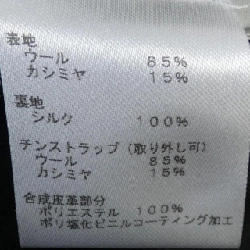 表地
ウール 85%
カシミヤ 15%
裏地
シルク 100%
チンストラップ(取り外し可)
ウール 85%
カシミヤ 15%
合成皮革部分
ポリエステル 100%
ポリ塩化ビニルコーティング加工